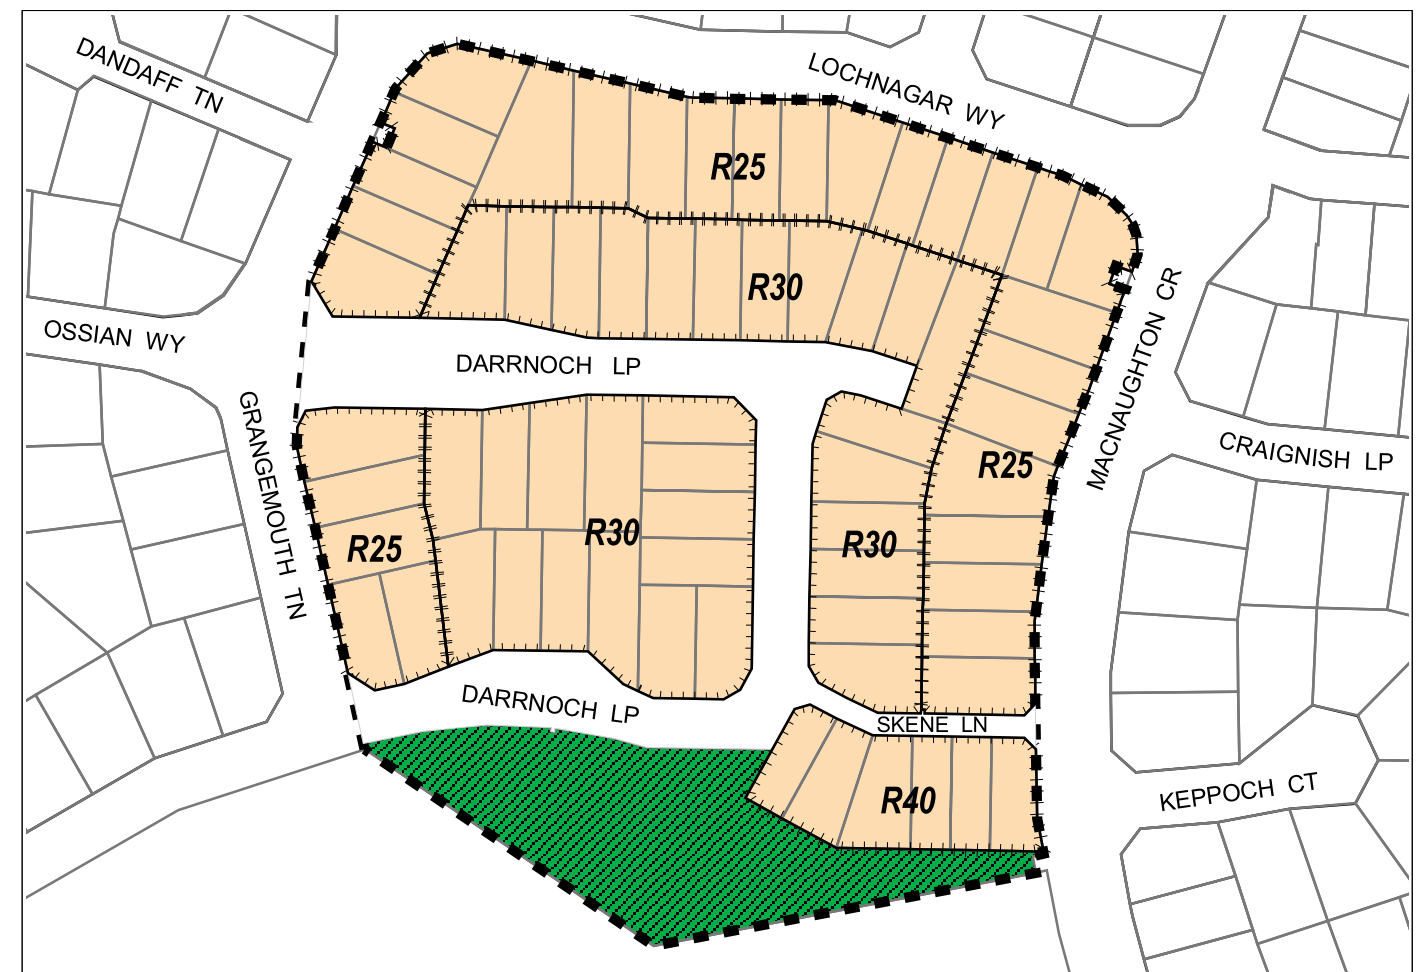 DANDAFF TN
LOCHNAGAR WY
R25
R30
MACNAUGHTON CR
OSSIAN WY
DARRNOCH LP
GRANGEMOUTH TN
CRAIGNISH LP
R25
R30
R25
R30
DARRNOCH LP
SKENE LN
KEPPOCH CT
R40